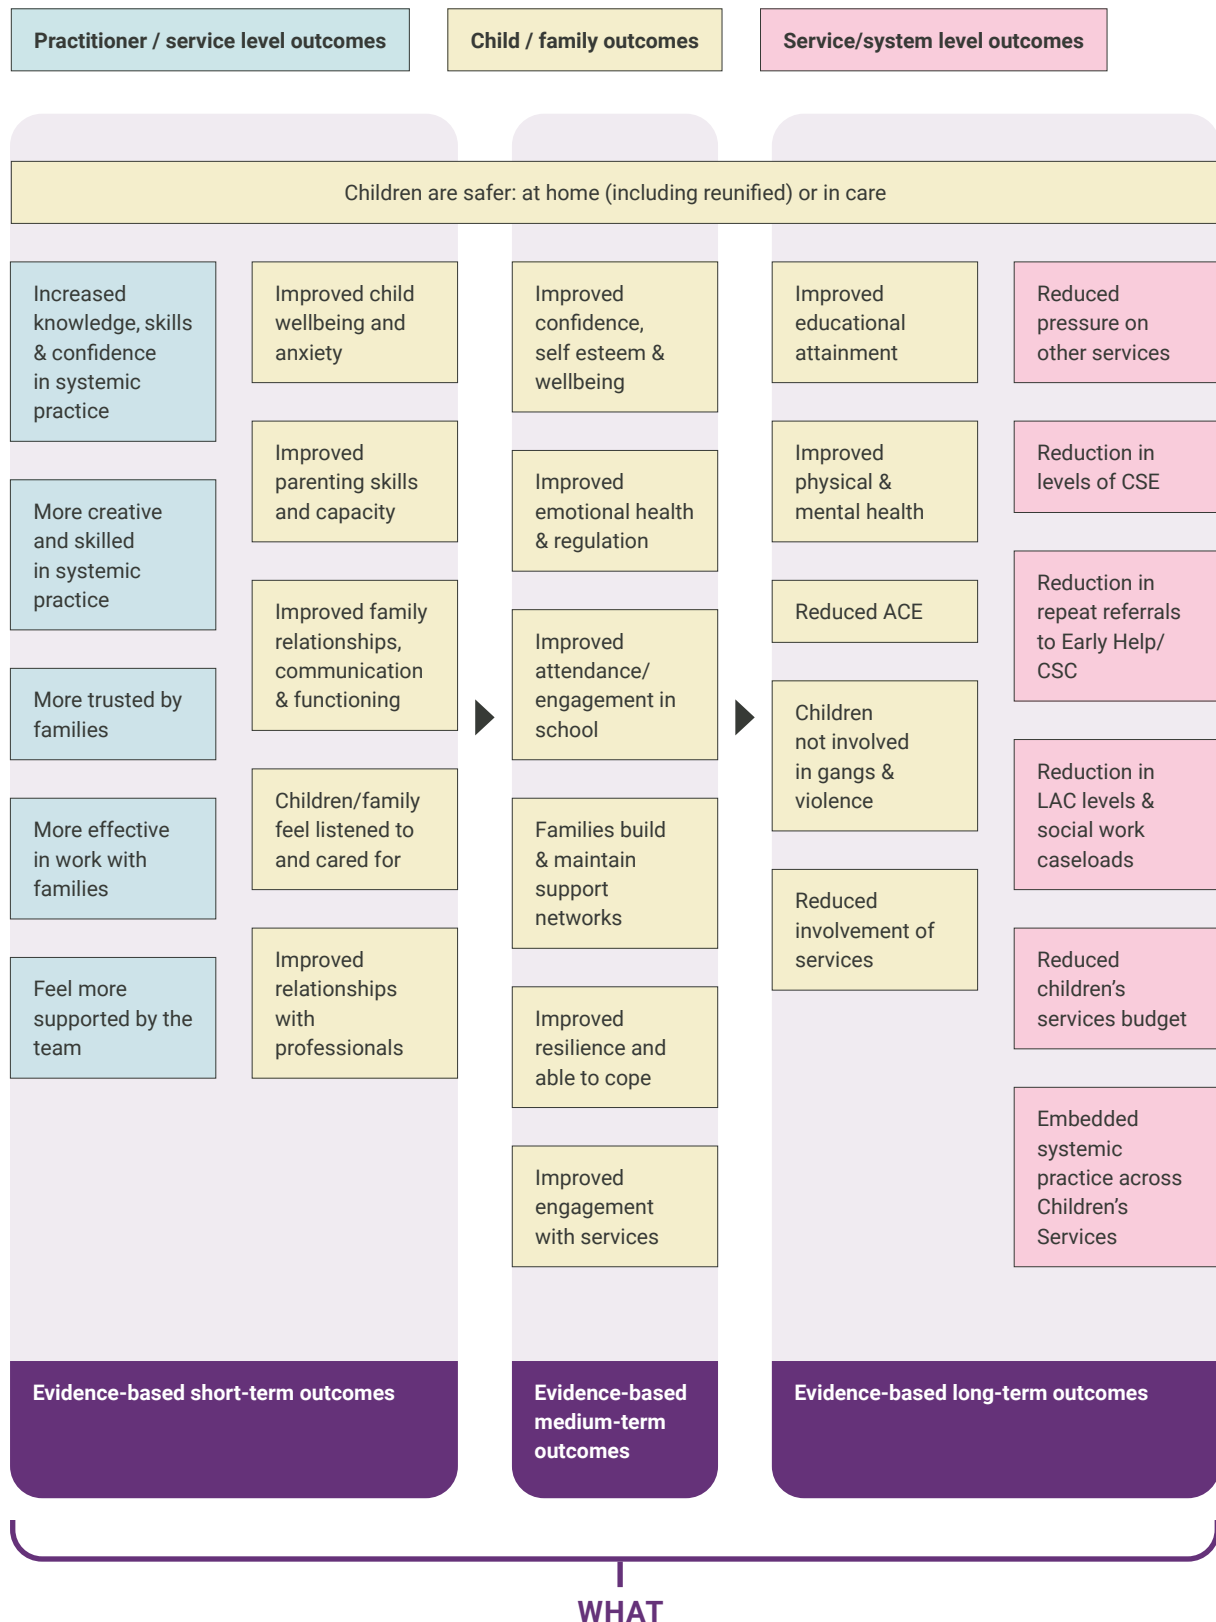 Practitioner / service level outcomes
Child / family outcomes
Service/system level outcomes
Children are safer: at home (including reunified) or in care
Increased
knowledge, skills
& confidence
in systemic
practice
More creative
and skilled
in systemic
practice
More trusted by
families
More effective
in work with
families
Feel more
supported by the
team
Improved child
wellbeing and
anxiety
Improved
parenting skills
and capacity
Improved family
relationships,
communication
& functioning
Children/family
feel listened to
and cared for
Improved
relationships
with
professionals
Improved
confidence,
self esteem &
wellbeing
Improved
emotional health
& regulation
Improved
attendance/
engagement in
school
Families build
& maintain
support
networks
Improved
resilience and
able to cope
Improved
engagement
with services
Improved
educational
attainment
Improved
physical &
mental health
Reduced ACE
Children
not involved
in gangs &
violence
Reduced
involvement of
services
Reduced
pressure on
other services
Reduction in
levels of CSE
Reduction in
repeat referrals
to Early Help/
CSC
Reduction in
LAC levels &
social work
caseloads
Reduced
children’s
services budget
Embedded
systemic
practice across
Children’s
Services
Evidence-based short-term outcomes
Evidence-based
medium-term
outcomes
Evidence-based long-term outcomes
WHAT